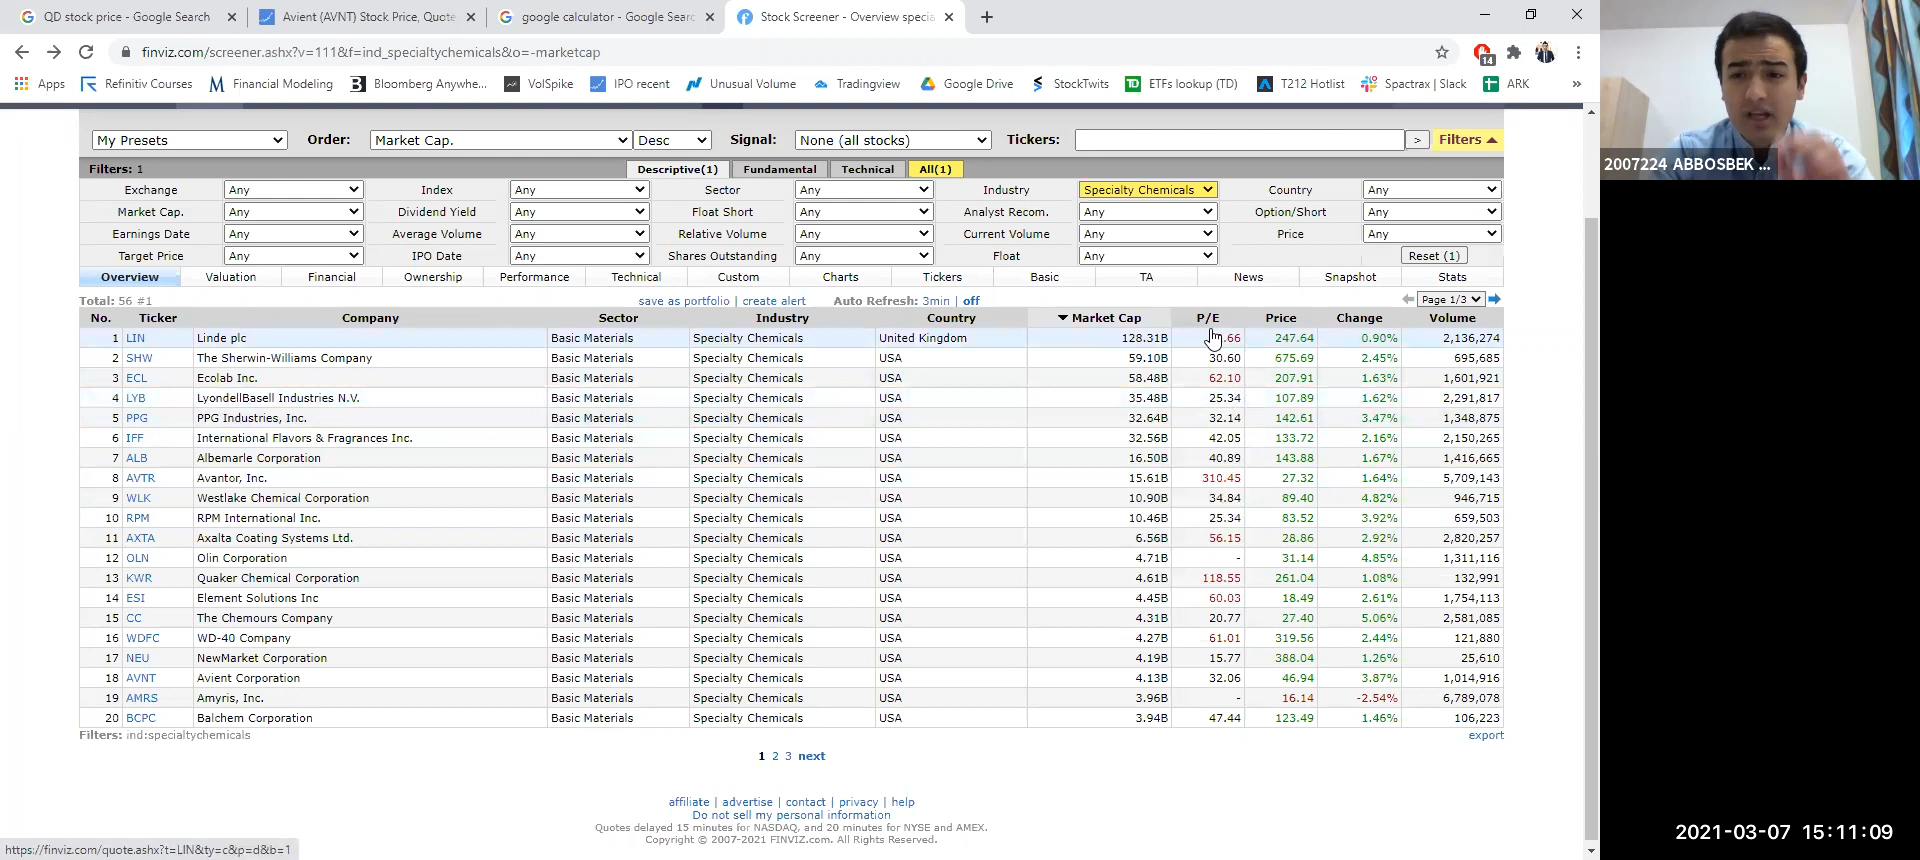 QD stock price - Google Search
Avient (AVNT) Stock Price, Quote
google calculator - Google Searc
Stock Screener - Overview specia
finviz.com/screener.ashx?v=111&f=ind_specialtychemicals&o=-marketcap
14
Apps Refinitiv Courses Financial Modeling Bloomberg Anywhe... VolSpike IPO recent Unusual Volume Tradingview Google Drive StockTwits ETFs lookup (TD) T212 Hotlist Spactrax | Slack ARK
My Presets Order: Market Cap. Desc Signal: None (all stocks) Tickers: > Filters
Filters: 1 Descriptive(1) Fundamental Technical All(1)
Exchange Any Index Any Sector Any Industry Specialty Chemicals Country Any
Market Cap. Any Dividend Yield Any Float Short Any Analyst Recom. Any Option/Short Any
Earnings Date Any Average Volume Any Relative Volume Any Current Volume Any Price Any
Target Price Any IPO Date Any Shares Outstanding Any Float Any Reset (1)
Overview Valuation Financial Ownership Performance Technical Custom Charts Tickers Basic TA News Snapshot Stats
Total: 56 #1 save as portfolio | create alert Auto Refresh: 3min | off Page 1/3
No. Ticker Company Sector Industry Country Market Cap P/E Price Change Volume
1 LIN Linde plc Basic Materials Specialty Chemicals United Kingdom 128.31B .66 247.64 0.90% 2,136,274
2 SHW The Sherwin-Williams Company Basic Materials Specialty Chemicals USA 59.10B 30.60 675.69 2.45% 695,685
3 ECL Ecolab Inc. Basic Materials Specialty Chemicals USA 58.48B 62.10 207.91 1.63% 1,601,921
4 LYB LyondellBasell Industries N.V. Basic Materials Specialty Chemicals USA 35.48B 25.34 107.89 1.62% 2,291,817
5 PPG PPG Industries, Inc. Basic Materials Specialty Chemicals USA 32.64B 32.14 142.61 3.47% 1,348,875
6 IFF International Flavors & Fragrances Inc. Basic Materials Specialty Chemicals USA 32.56B 42.05 133.72 2.16% 2,150,265
7 ALB Albemarle Corporation Basic Materials Specialty Chemicals USA 16.50B 40.89 143.88 1.67% 1,416,665
8 AVTR Avantor, Inc. Basic Materials Specialty Chemicals USA 15.61B 310.45 27.32 1.64% 5,709,143
9 WLK Westlake Chemical Corporation Basic Materials Specialty Chemicals USA 10.90B 34.84 89.40 4.82% 946,715
10 RPM RPM International Inc. Basic Materials Specialty Chemicals USA 10.46B 25.34 83.52 3.92% 659,503
11 AXTA Axalta Coating Systems Ltd. Basic Materials Specialty Chemicals USA 6.56B 56.15 28.86 2.92% 2,820,257
12 OLN Olin Corporation Basic Materials Specialty Chemicals USA 4.71B - 31.14 4.85% 1,311,116
13 KWR Quaker Chemical Corporation Basic Materials Specialty Chemicals USA 4.61B 118.55 261.04 1.08% 132,991
14 ESI Element Solutions Inc Basic Materials Specialty Chemicals USA 4.45B 60.03 18.49 2.61% 1,754,113
15 CC The Chemours Company Basic Materials Specialty Chemicals USA 4.31B 20.77 27.40 5.06% 2,581,085
16 WDFC WD-40 Company Basic Materials Specialty Chemicals USA 4.27B 61.01 319.56 2.44% 121,880
17 NEU NewMarket Corporation Basic Materials Specialty Chemicals USA 4.19B 15.77 388.04 1.26% 25,610
18 AVNT Avient Corporation Basic Materials Specialty Chemicals USA 4.13B 32.06 46.94 3.87% 1,014,916
19 AMRS Amyris, Inc. Basic Materials Specialty Chemicals USA 3.96B - 16.14 -2.54% 6,789,078
20 BCPC Balchem Corporation Basic Materials Specialty Chemicals USA 3.94B 47.44 123.49 1.46% 106,223
Filters: ind:specialtychemicals export
1 2 3 next
affiliate | advertise | contact | privacy | help
Do not sell my personal information
Quotes delayed 15 minutes for NASDAQ, and 20 minutes for NYSE and AMEX.
Copyright © 2007-2021 FINVIZ.com. All Rights Reserved.
https://finviz.com/quote.ashx?t=LIN&ty=c&p=d&b=1
2007224 ABBOSBEK ...
2021-03-07 15:11:09